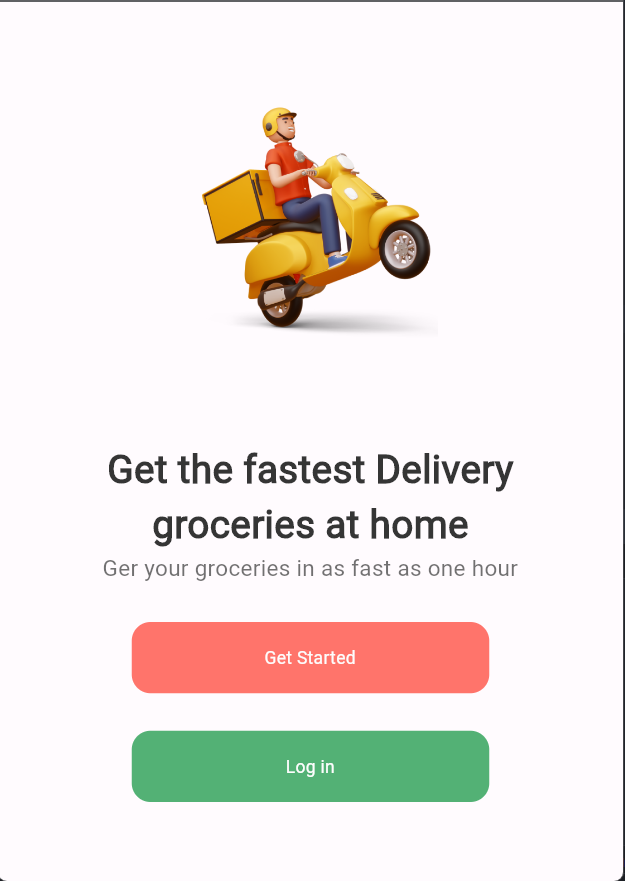 Get the fastest Delivery
groceries at home
Ger your groceries in as fast as one hour
Get Started
Log in